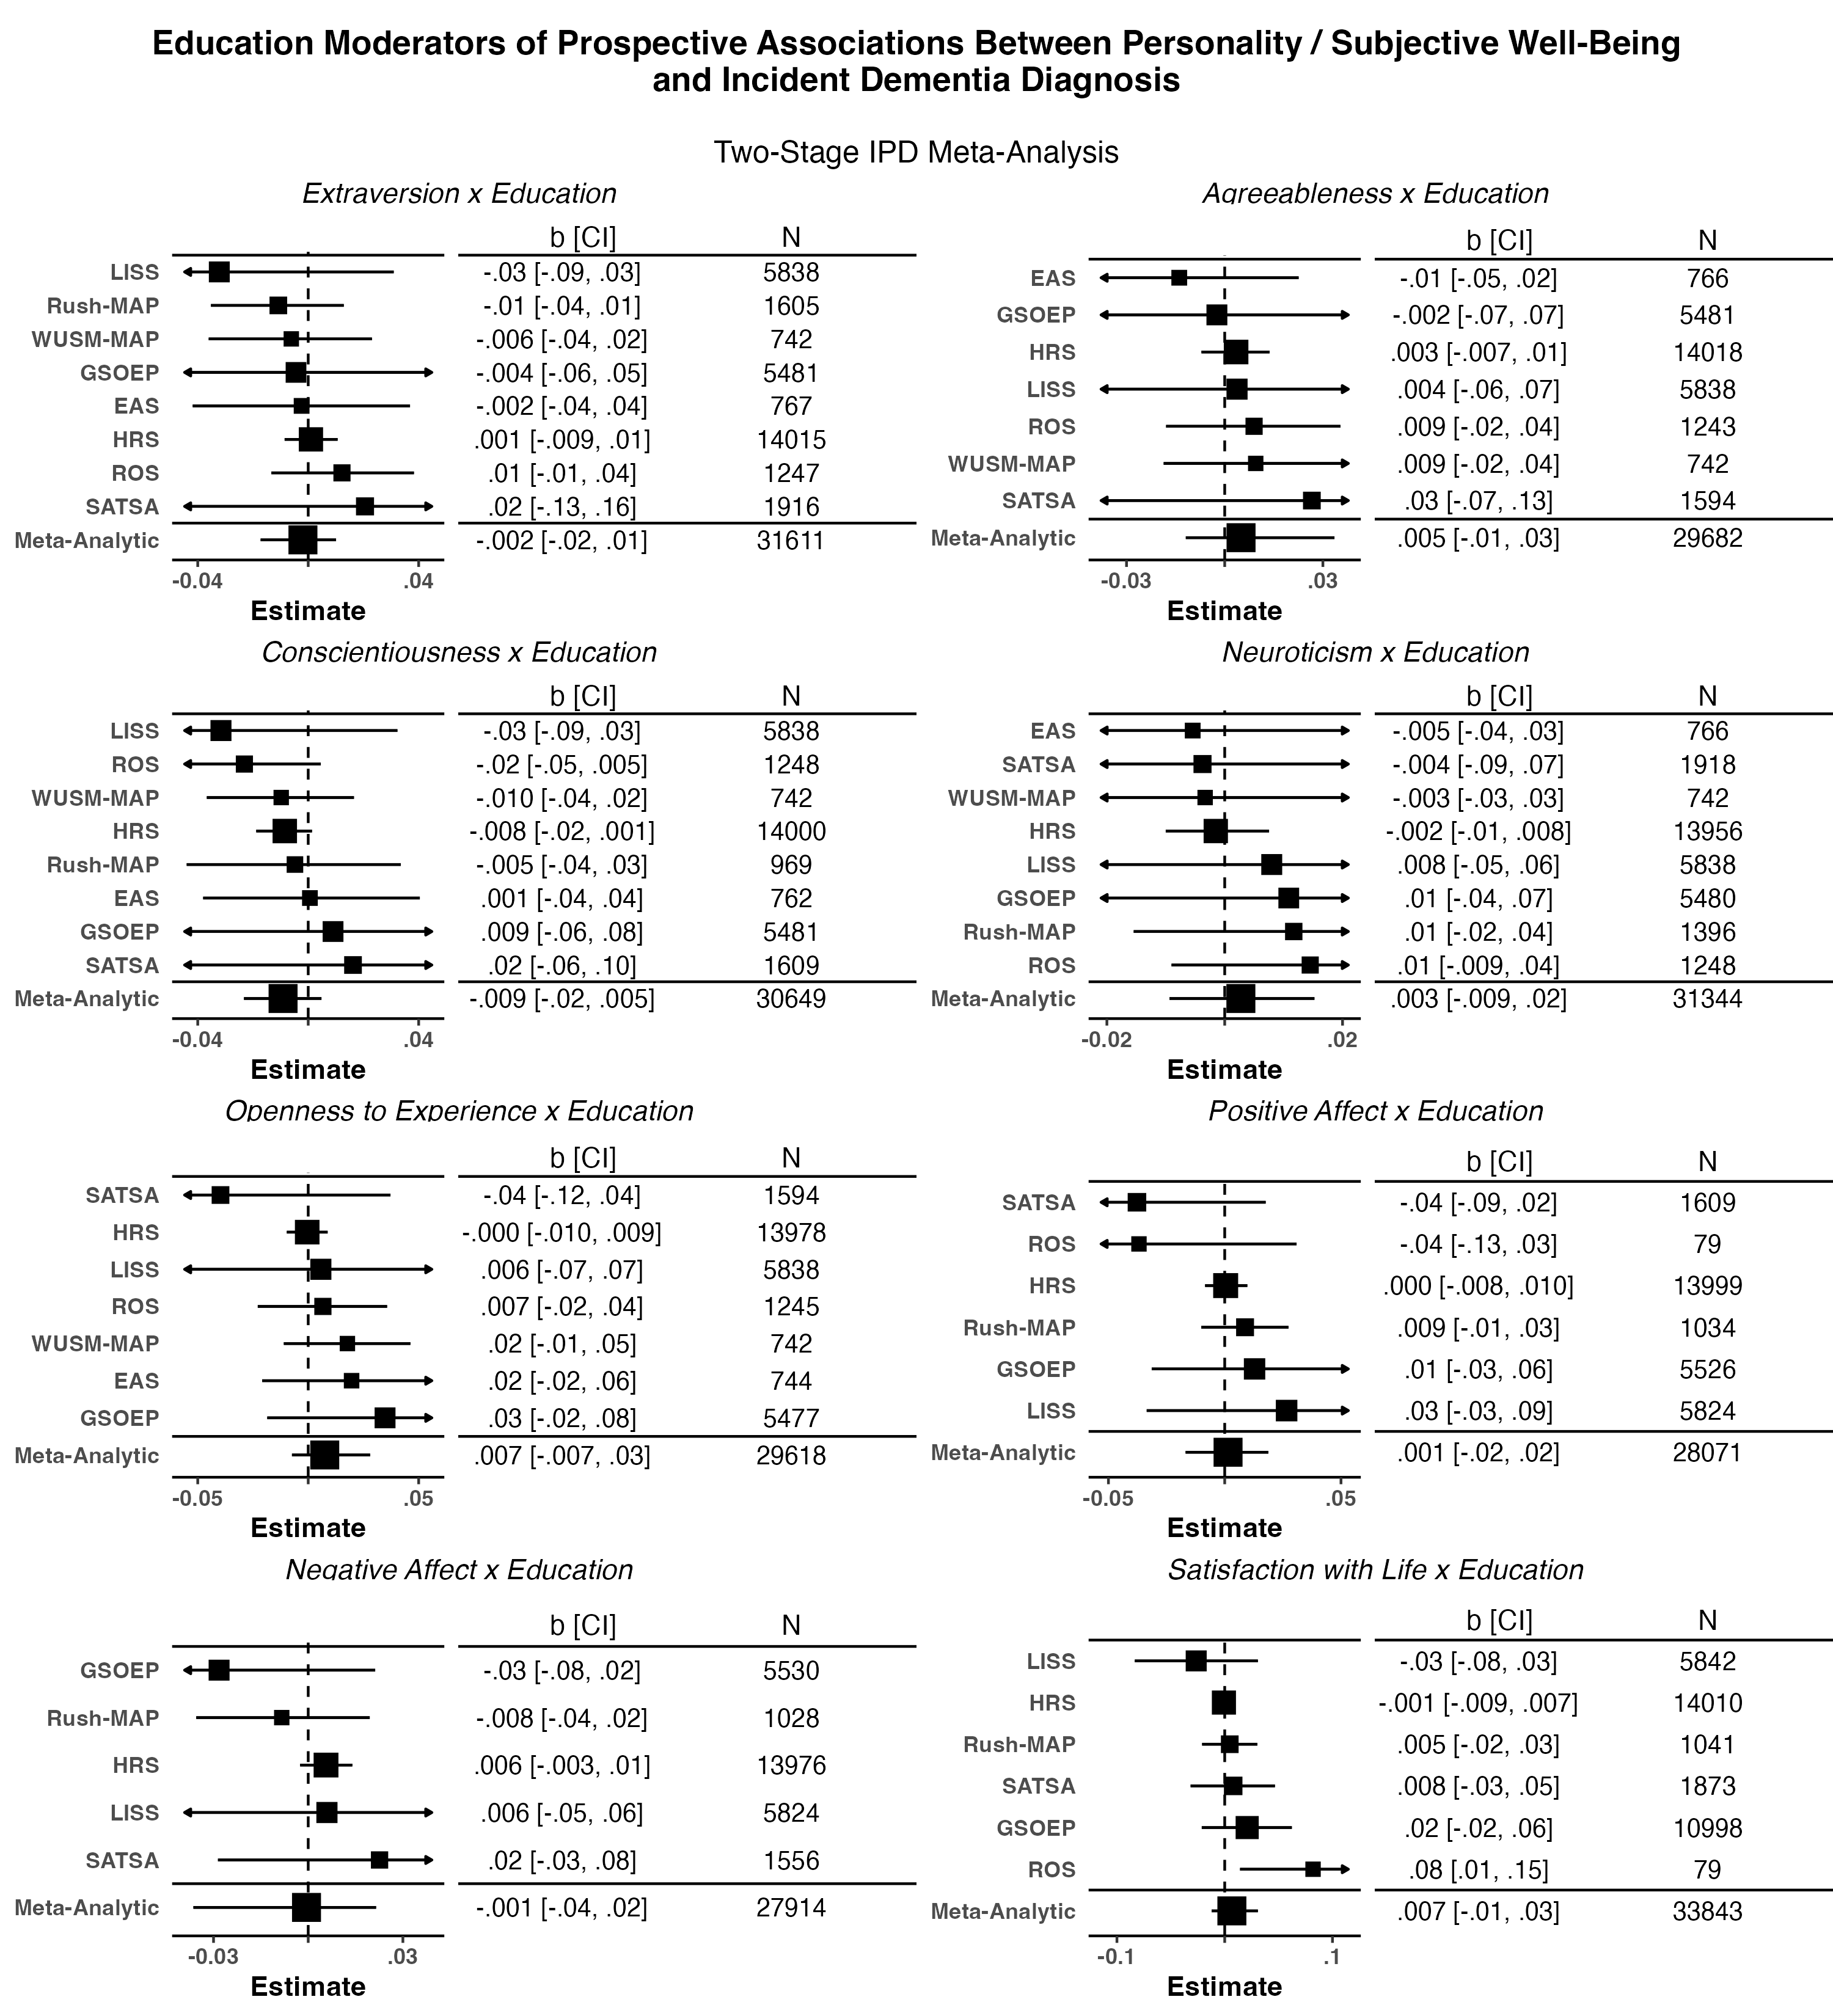 Education Moderators of Prospective Associations Between Personality / Subjective Well-Being
and Incident Dementia Diagnosis
Two-Stage IPD Meta-Analysis
Extraversion x Education
b [CI] N
LISS -.03 [-.09, .03] 5838
Rush-MAP -.01 [-.04, .01] 1605
WUSM-MAP -.006 [-.04, .02] 742
GSOEP -.004 [-.06, .05] 5481
EAS -.002 [-.04, .04] 767
HRS .001 [-.009, .01] 14015
ROS .01 [-.01, .04] 1247
SATSA .02 [-.13, .16] 1916
Meta-Analytic -.002 [-.02, .01] 31611
-0.04 .04
Estimate
Agreeableness x Education
b [CI] N
EAS -.01 [-.05, .02] 766
GSOEP -.002 [-.07, .07] 5481
HRS .003 [-.007, .01] 14018
LISS .004 [-.06, .07] 5838
ROS .009 [-.02, .04] 1243
WUSM-MAP .009 [-.02, .04] 742
SATSA .03 [-.07, .13] 1594
Meta-Analytic .005 [-.01, .03] 29682
-0.03 .03
Estimate
Conscientiousness x Education
b [CI] N
LISS -.03 [-.09, .03] 5838
ROS -.02 [-.05, .005] 1248
WUSM-MAP -.010 [-.04, .02] 742
HRS -.008 [-.02, .001] 14000
Rush-MAP -.005 [-.04, .03] 969
EAS .001 [-.04, .04] 762
GSOEP .009 [-.06, .08] 5481
SATSA .02 [-.06, .10] 1609
Meta-Analytic -.009 [-.02, .005] 30649
-0.04 .04
Estimate
Neuroticism x Education
b [CI] N
EAS -.005 [-.04, .03] 766
SATSA -.004 [-.09, .07] 1918
WUSM-MAP -.003 [-.03, .03] 742
HRS -.002 [-.01, .008] 13956
LISS .008 [-.05, .06] 5838
GSOEP .01 [-.04, .07] 5480
Rush-MAP .01 [-.02, .04] 1396
ROS .01 [-.009, .04] 1248
Meta-Analytic .003 [-.009, .02] 31344
-0.02 .02
Estimate
Openness to Experience x Education
b [CI] N
SATSA -.04 [-.12, .04] 1594
HRS -.000 [-.010, .009] 13978
LISS .006 [-.07, .07] 5838
ROS .007 [-.02, .04] 1245
WUSM-MAP .02 [-.01, .05] 742
EAS .02 [-.02, .06] 744
GSOEP .03 [-.02, .08] 5477
Meta-Analytic .007 [-.007, .03] 29618
-0.05 .05
Estimate
Positive Affect x Education
b [CI] N
SATSA -.04 [-.09, .02] 1609
ROS -.04 [-.13, .03] 79
HRS .000 [-.008, .010] 13999
Rush-MAP .009 [-.01, .03] 1034
GSOEP .01 [-.03, .06] 5526
LISS .03 [-.03, .09] 5824
Meta-Analytic .001 [-.02, .02] 28071
-0.05 .05
Estimate
Negative Affect x Education
b [CI] N
GSOEP -.03 [-.08, .02] 5530
Rush-MAP -.008 [-.04, .02] 1028
HRS .006 [-.003, .01] 13976
LISS .006 [-.05, .06] 5824
SATSA .02 [-.03, .08] 1556
Meta-Analytic -.001 [-.04, .02] 27914
-0.03 .03
Estimate
Satisfaction with Life x Education
b [CI] N
LISS -.03 [-.08, .03] 5842
HRS -.001 [-.009, .007] 14010
Rush-MAP .005 [-.02, .03] 1041
SATSA .008 [-.03, .05] 1873
GSOEP .02 [-.02, .06] 10998
ROS .08 [.01, .15] 79
Meta-Analytic .007 [-.01, .03] 33843
-0.1 .1
Estimate